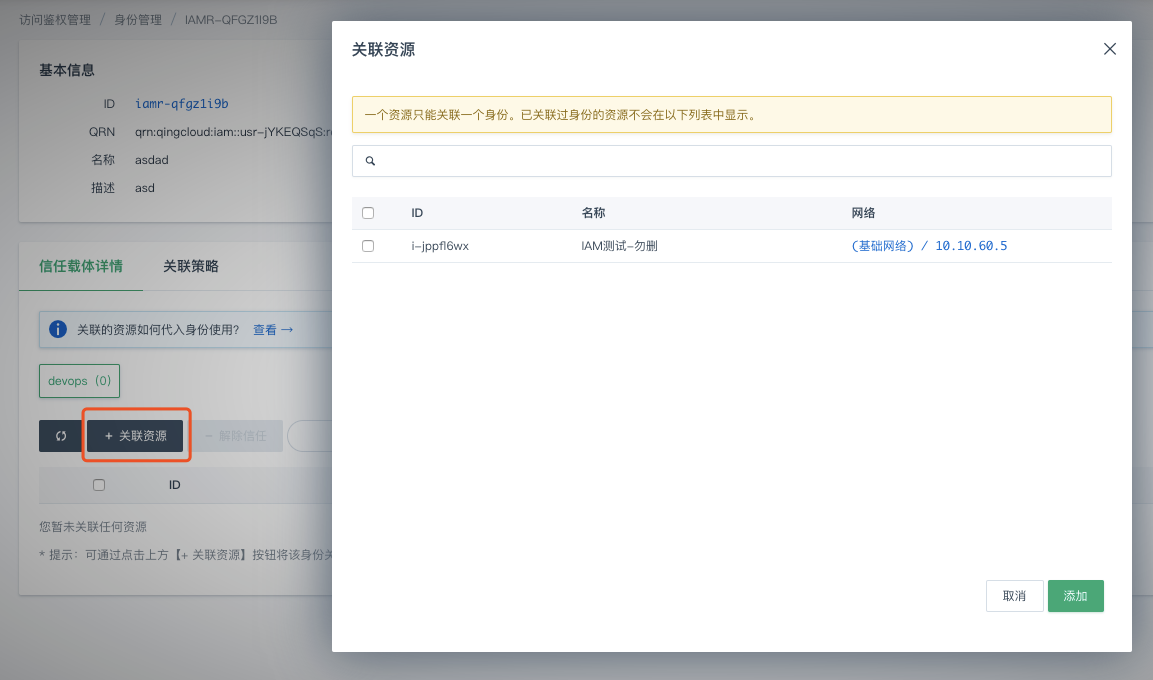 访问鉴权管理 / 身份管理 / IAMR-QFGZ1I9B
基本信息
ID iamr-qfgz1i9b
QRN qrn:qingcloud:iam::usr-jYKEQSqS:r
名称 asdad
描述 asd
信任载体详情 关联策略
关联的资源如何代入身份使用? 查看 →
devops (0)
+ 关联资源 − 解除信任
ID
您暂未关联任何资源
* 提示: 可通过点击上方【+ 关联资源】按钮将该身份关
关联资源
一个资源只能关联一个身份。已关联过身份的资源不会在以下列表中显示。
ID 名称 网络
i-jppfl6wx IAM测试-勿删 (基础网络) / 10.10.60.5
取消 添加